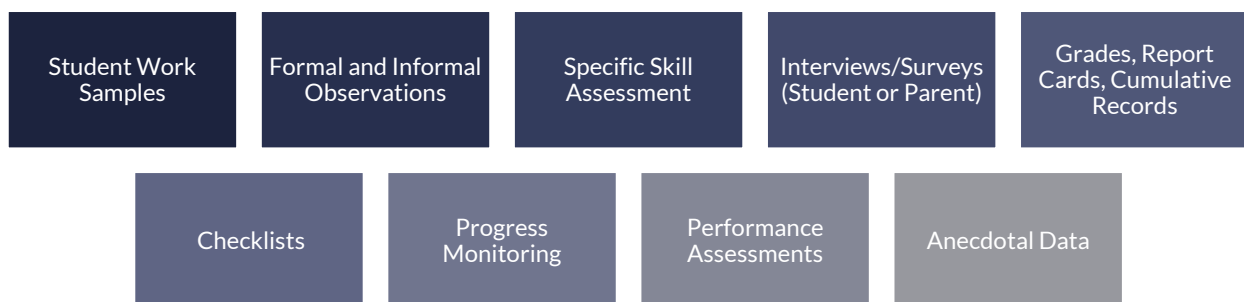 Student Work
Samples
Formal and Informal
Observations
Specific Skill
Assessment
Interviews/Surveys
(Student or Parent)
Grades, Report
Cards, Cumulative
Records
Checklists
Progress
Monitoring
Performance
Assessments
Anecdotal Data